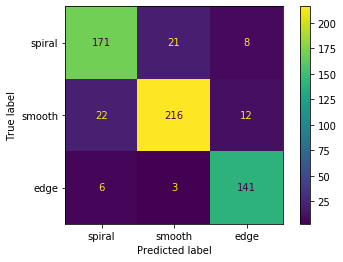 True label
spiral 171 21 8
smooth 22 216 12
edge 6 3 141
spiral smooth edge
Predicted label
200
175
150
125
100
75
50
25